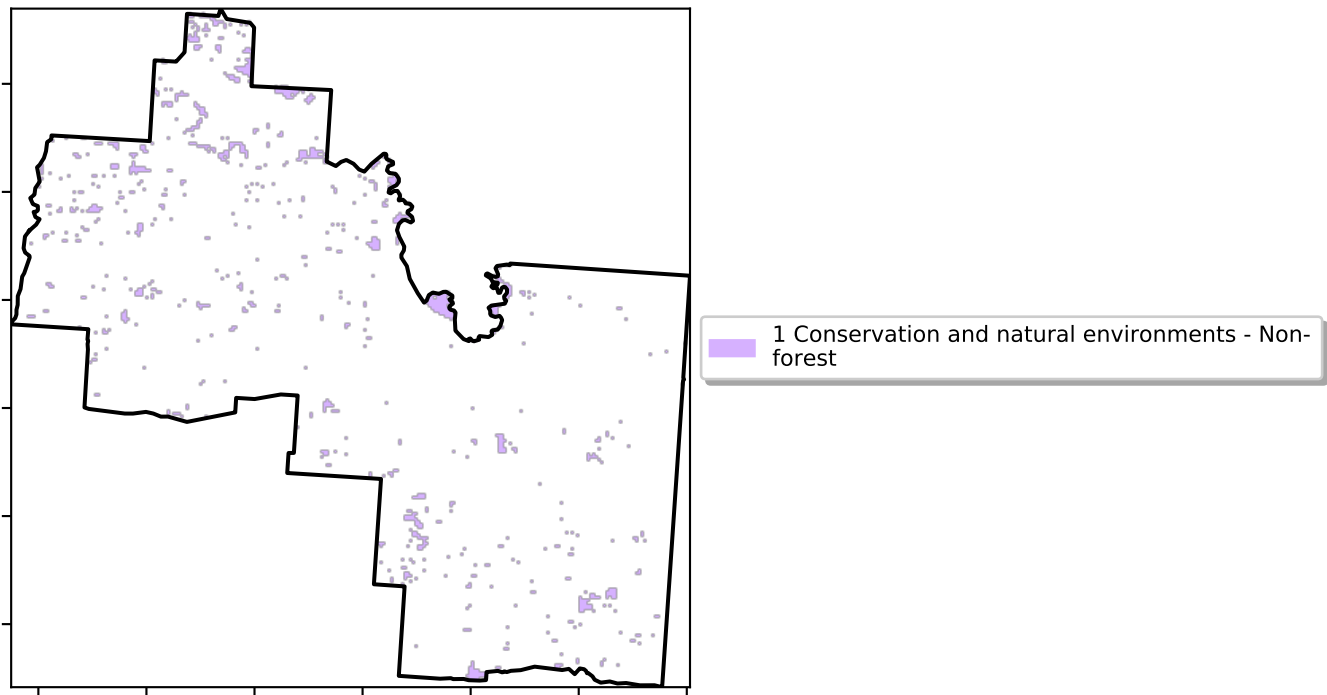 1 Conservation and natural environments - Non-
forest